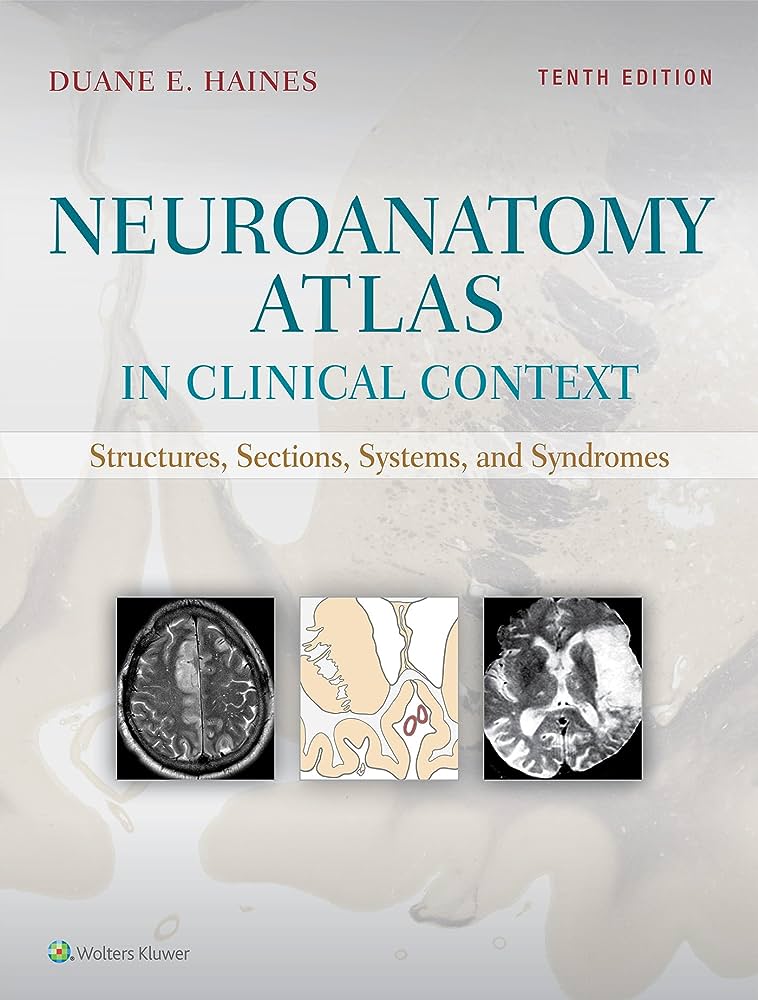 DUANE E. HAINES
TENTH EDITION
NEUROANATOMY
ATLAS
IN CLINICAL CONTEXT
Structures, Sections, Systems, and Syndromes
Wolters Kluwer